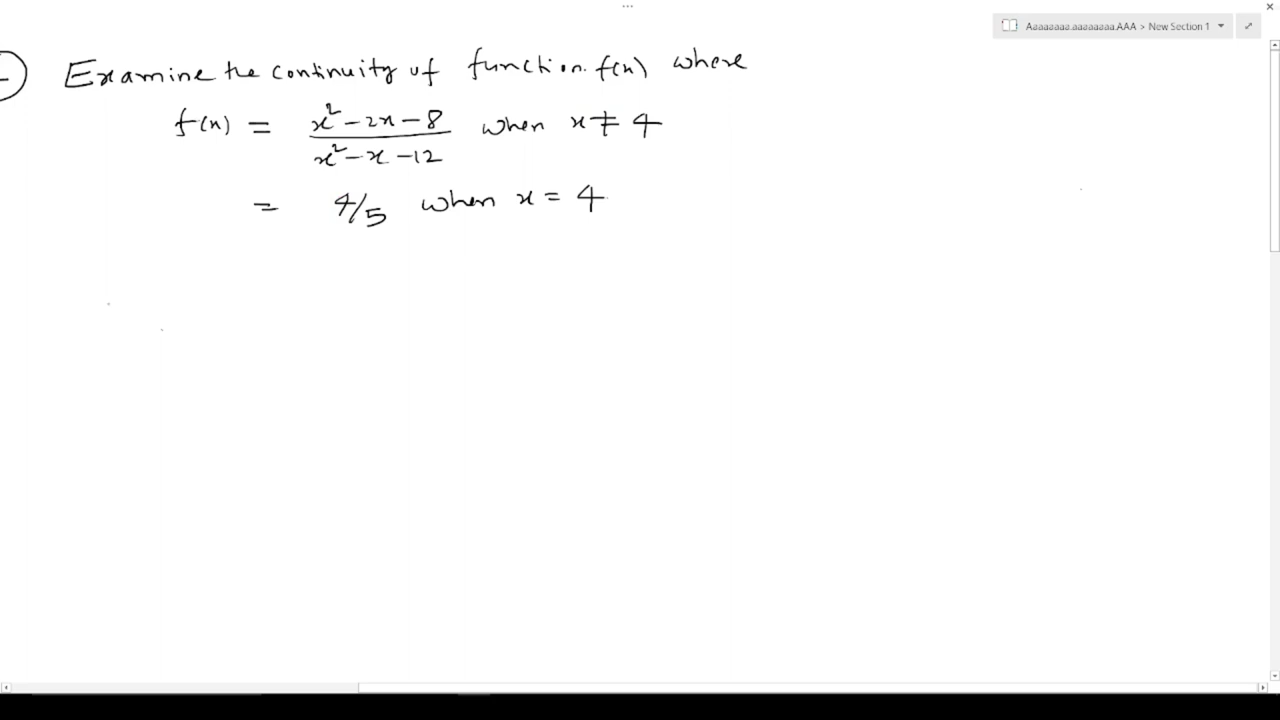 Aaaaaaaa.aaaaaaaa.AAA > New Section 1
Examine the continuity of function f(x) where
f(x) = x² - 2x - 8 / x² - x - 12 when x ≠ 4
= 4/5 when x = 4